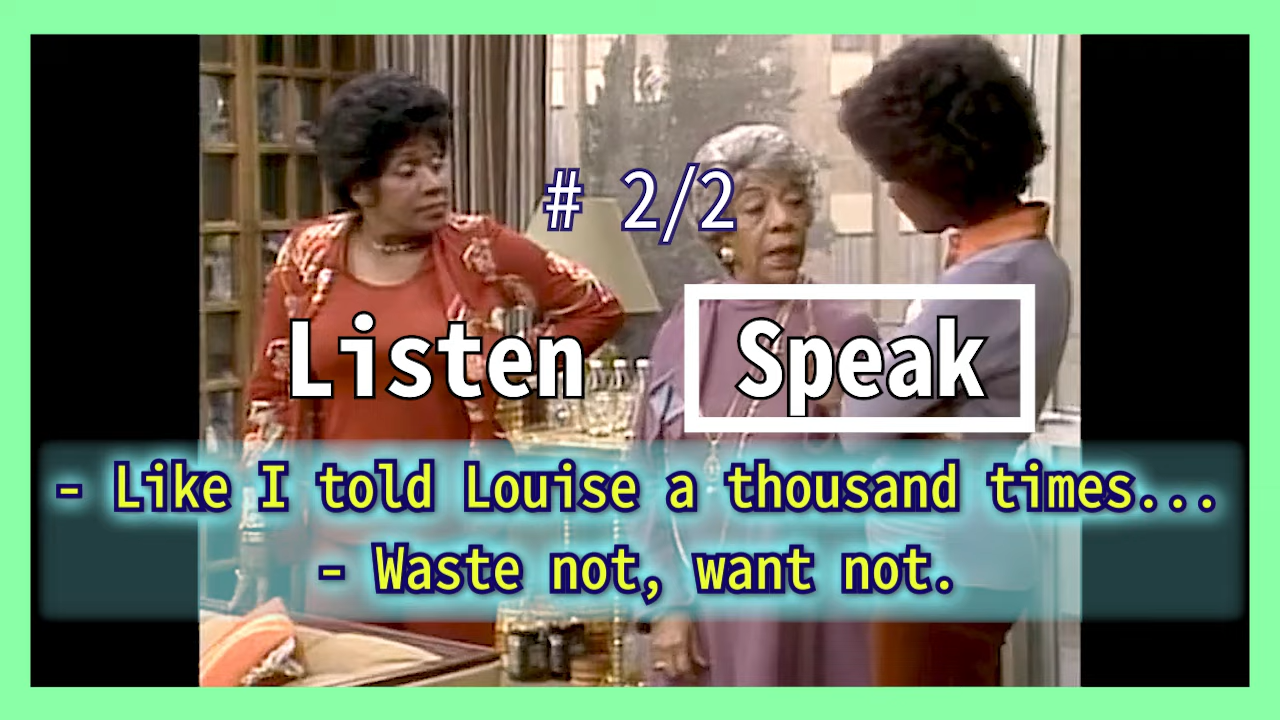 # 2/2
Listen Speak
- Like I told Louise a thousand times...
- Waste not, want not.